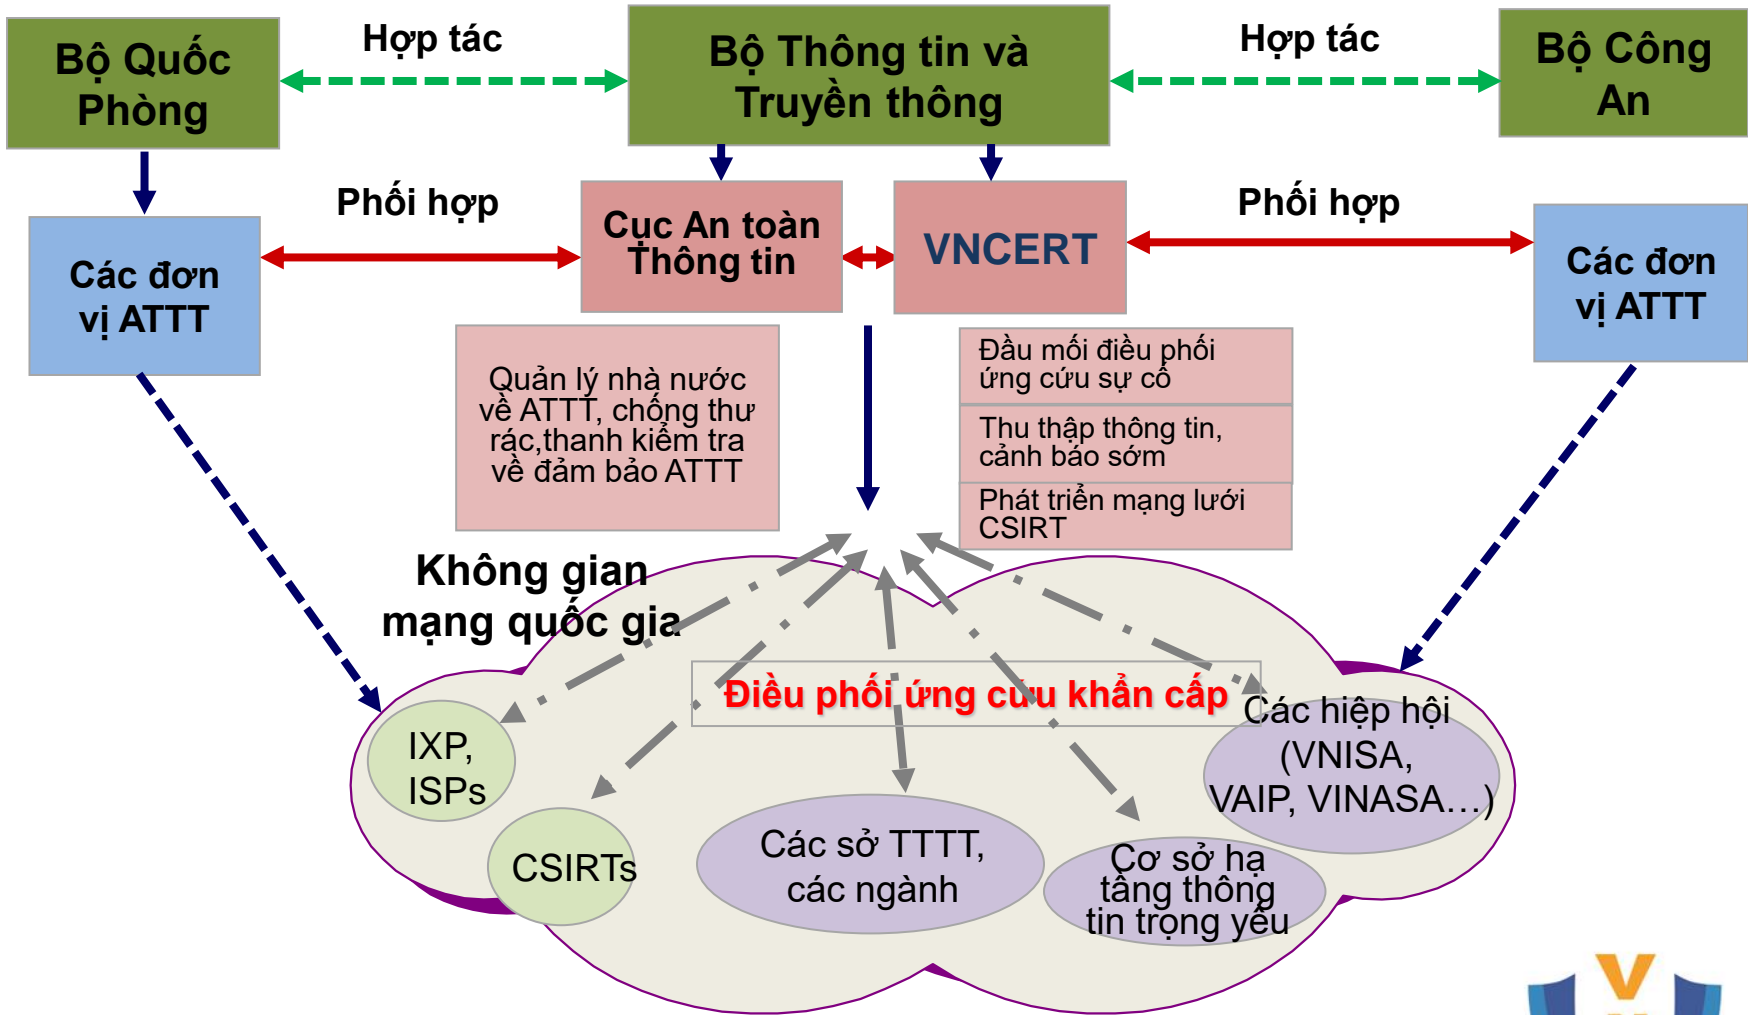 Bộ Quốc
Phòng
Hợp tác
Bộ Thông tin và
Truyền thông
Hợp tác
Bộ Công
An
Phối hợp
Cục An toàn
Thông tin
VNCERT
Phối hợp
Các đơn
vị ATTT
Các đơn
vị ATTT
Quản lý nhà nước
về ATTT, chống thư
rác,thanh kiểm tra
về đảm bảo ATTT
Đầu mối điều phối
ứng cứu sự cố
Thu thập thông tin,
cảnh báo sớm
Phát triển mạng lưới
CSIRT
Không gian
mạng quốc gia
Điều phối ứng cứu khẩn cấp
IXP,
ISPs
CSIRTs
Các sở TTTT,
các ngành
Cơ sở hạ
tầng thông
tin trọng yếu
Các hiệp hội
(VNISA,
VAIP, VINASA…)